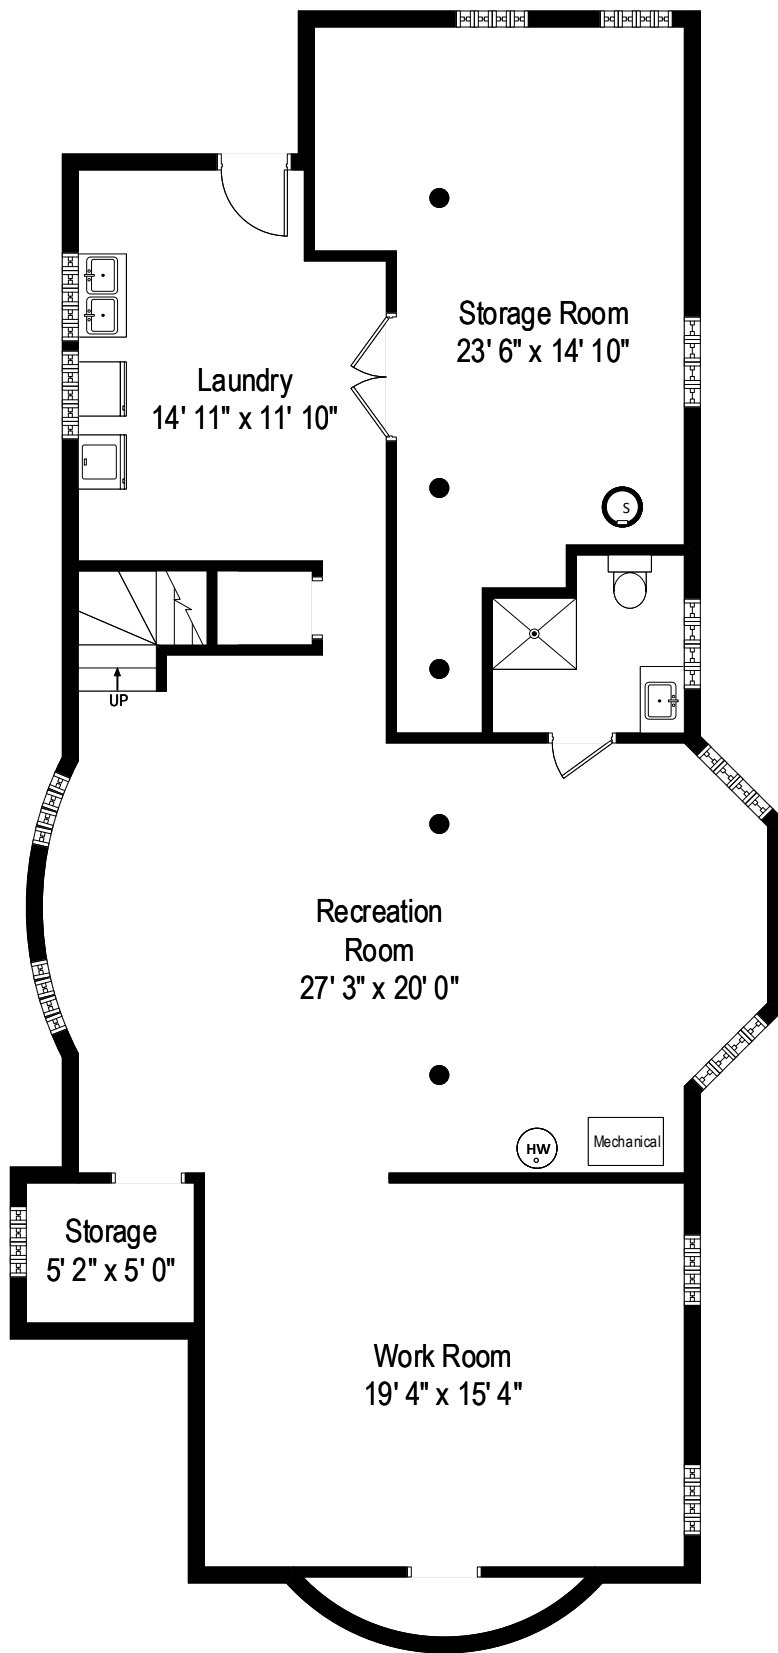 Storage Room
23' 6" x 14' 10"
Laundry
14' 11" x 11' 10"
S
UP
Recreation
Room
27' 3" x 20' 0"
HW
Mechanical
Storage
5' 2" x 5' 0"
Work Room
19' 4" x 15' 4"